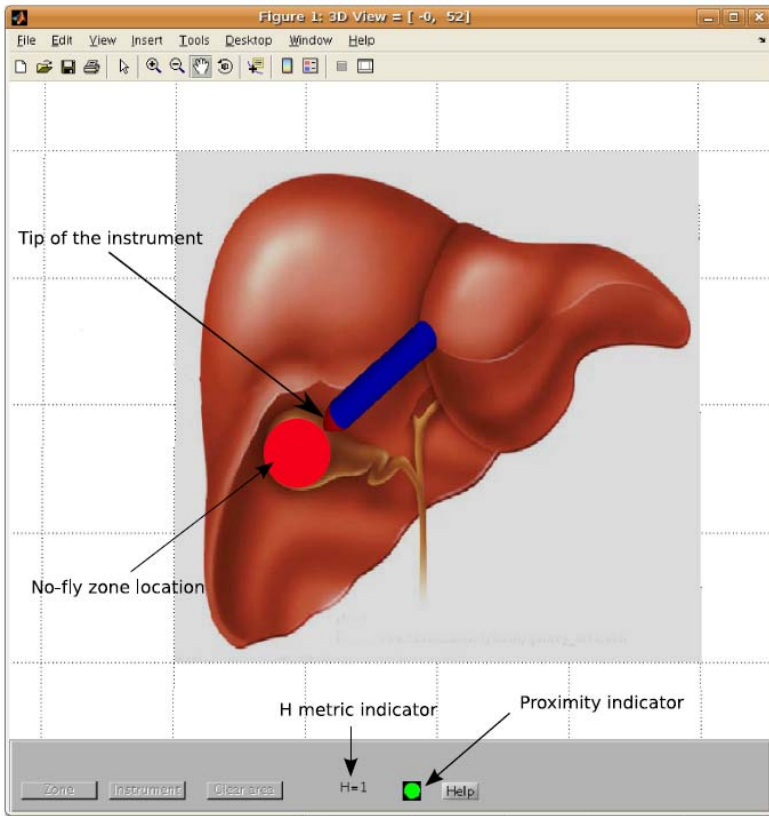 Figure 1: 3D View = [ -0, 52]
File Edit View Insert Tools Desktop Window Help
Tip of the instrument
No-fly zone location
H metric indicator
Proximity indicator
Zone Instrument Clear area H=1 Help